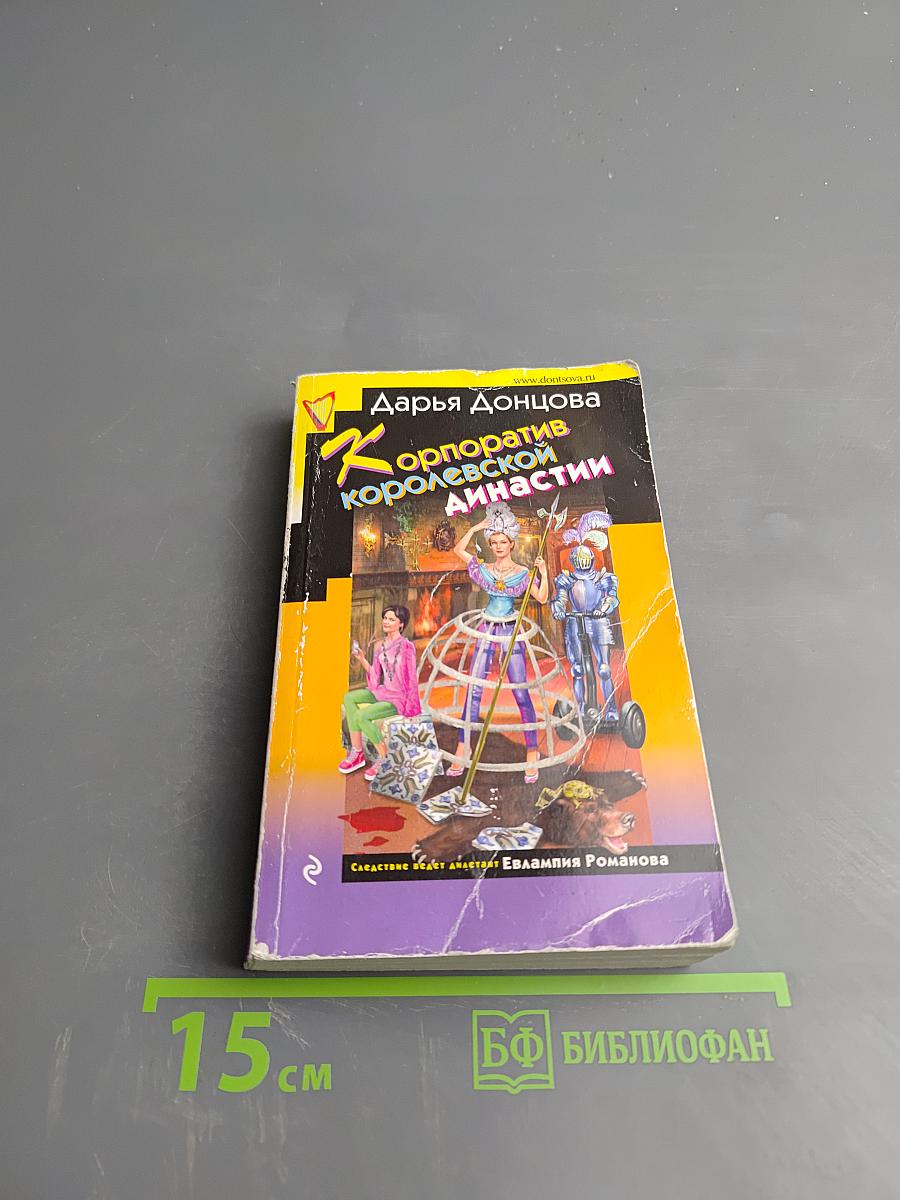 www.dontsova.ru
Дарья Донцова
Корпоратив
королевской
династии
Следствие ведет дилетант Евлампия Романова
15 см
БФ БИБЛИОФАН